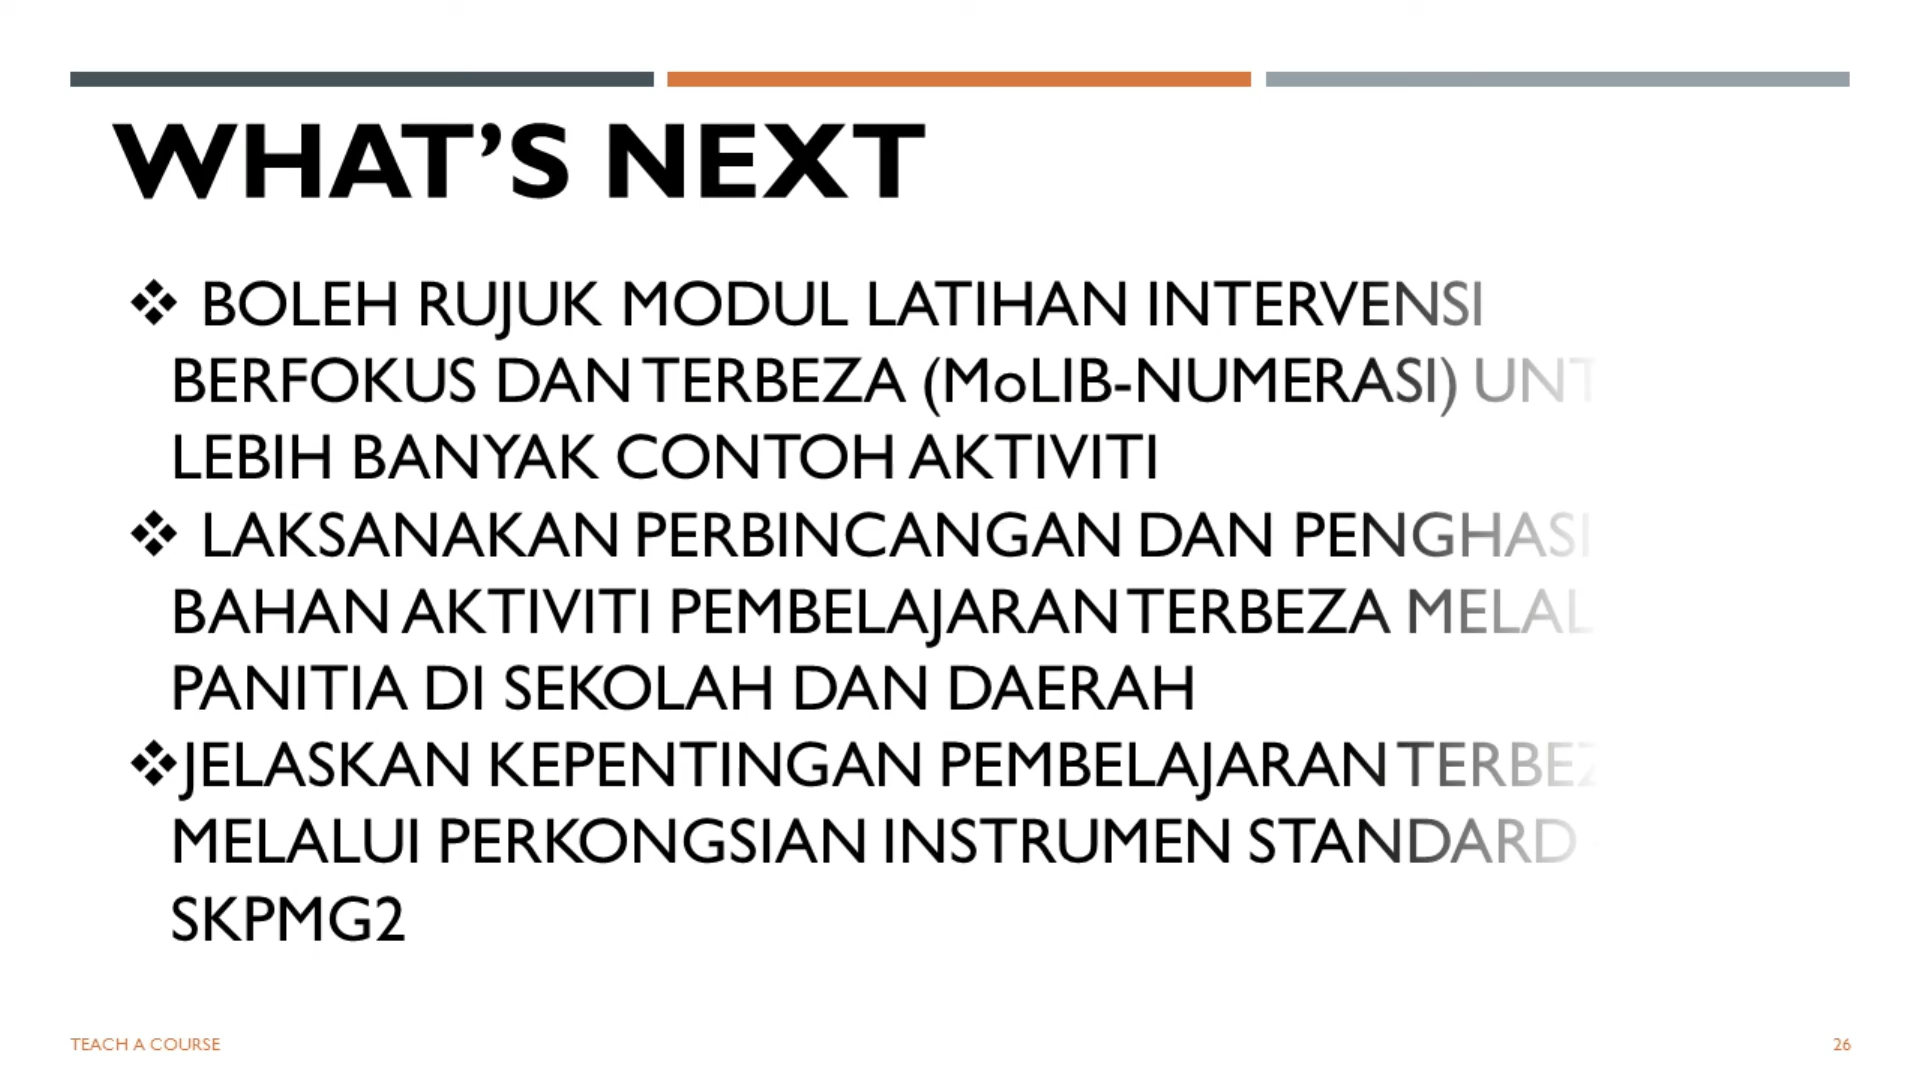 WHAT'S NEXT
❖ BOLEH RUJUK MODUL LATIHAN INTERVENSI
BERFOKUS DAN TERBEZA (MoLIB-NUMERASI)
LEBIH BANYAK CONTOH AKTIVITI
❖ LAKSANAKAN PERBINCANGAN DAN
BAHAN AKTIVITI PEMBELAJARAN TERBEZA
PANITIA DI SEKOLAH DAN DAERAH
❖JELASKAN KEPENTINGAN PEMBELAJARAN
MELALUI PERKONGSIAN INSTRUMEN STANDARD
SKPMG2
TEACH A COURSE
26